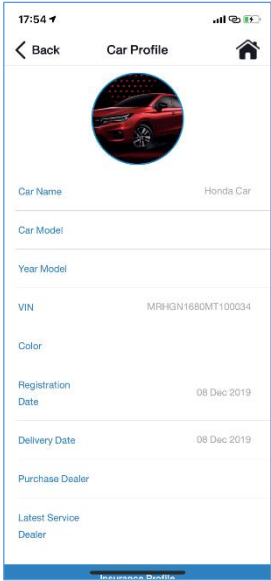 17:54
Back Car Profile
Car Name Honda Car
Car Model
Year Model
VIN MRHGN1680MT100034
Color
Registration
Date 08 Dec 2019
Delivery Date 08 Dec 2019
Purchase Dealer
Latest Service
Dealer
Insurance Profile